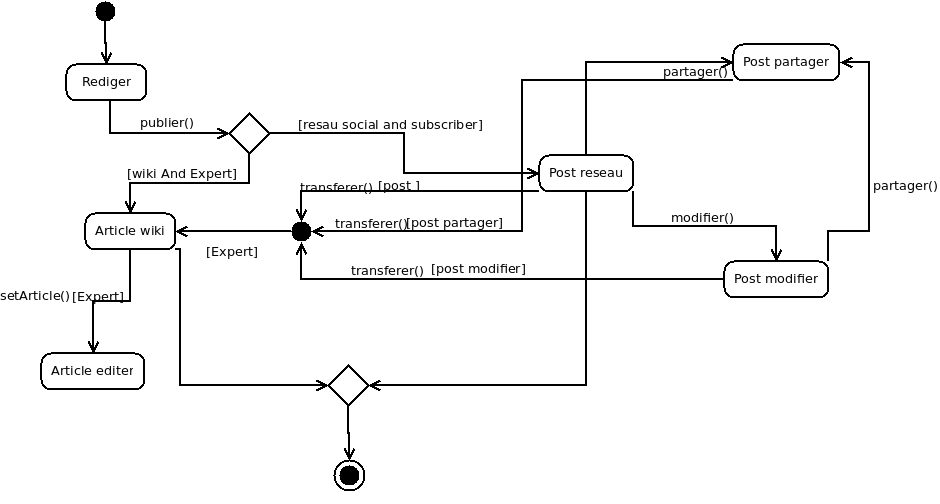 Post partager
partager()
Rediger
publier()
[resau social and subscriber]
[wiki And Expert]
Post reseau
transferer() [post ]
partager()
Article wiki
transferer()[post partager]
modifier()
[Expert]
transferer() [post modifier]
Post modifier
setArticle() [Expert]
Article editer